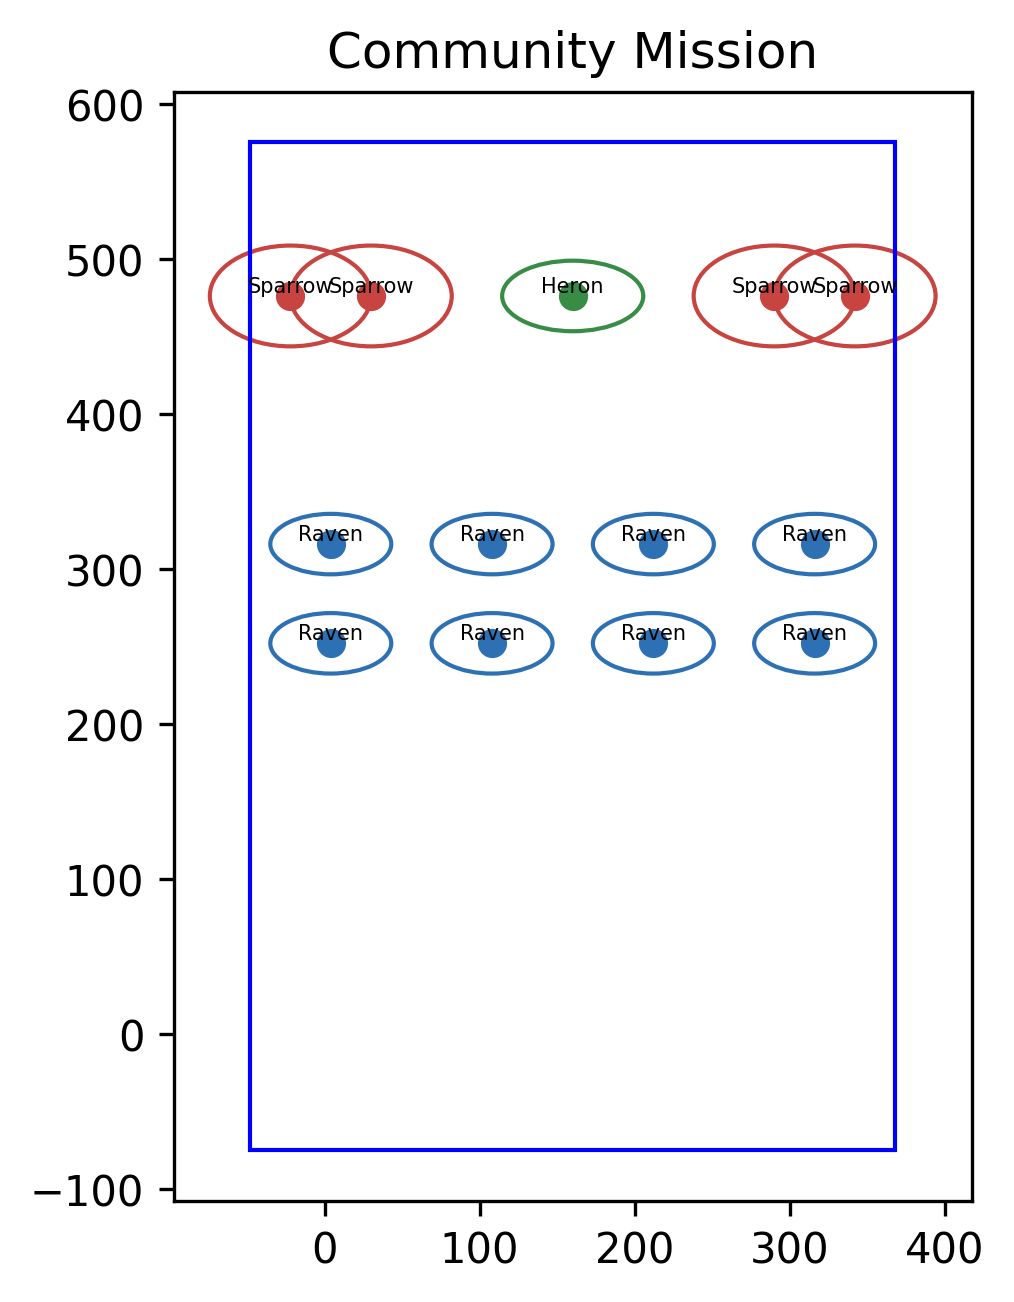 Community Mission
600
500
400
300
200
100
0
−100
Sparrow Sparrow Heron Sparrow Sparrow
Raven Raven Raven Raven
Raven Raven Raven Raven
0 100 200 300 400